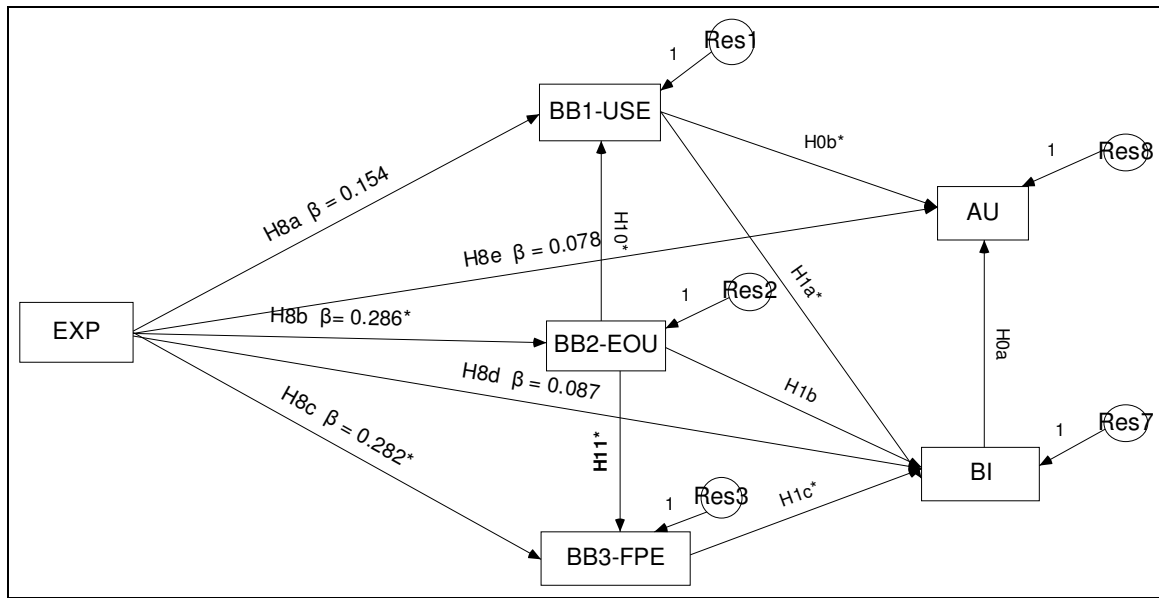 Res1
1
BB1-USE
H0b*
1
Res8
H8a β = 0.154
AU
H10*
H8e β = 0.078
H1a*
Res2
1
EXP
H8b β= 0.286*
BB2-EOU
H0a
H8d β = 0.087
H1b
H8c β = 0.282*
H11*
1
Res7
BI
Res3
1
H1c*
BB3-FPE